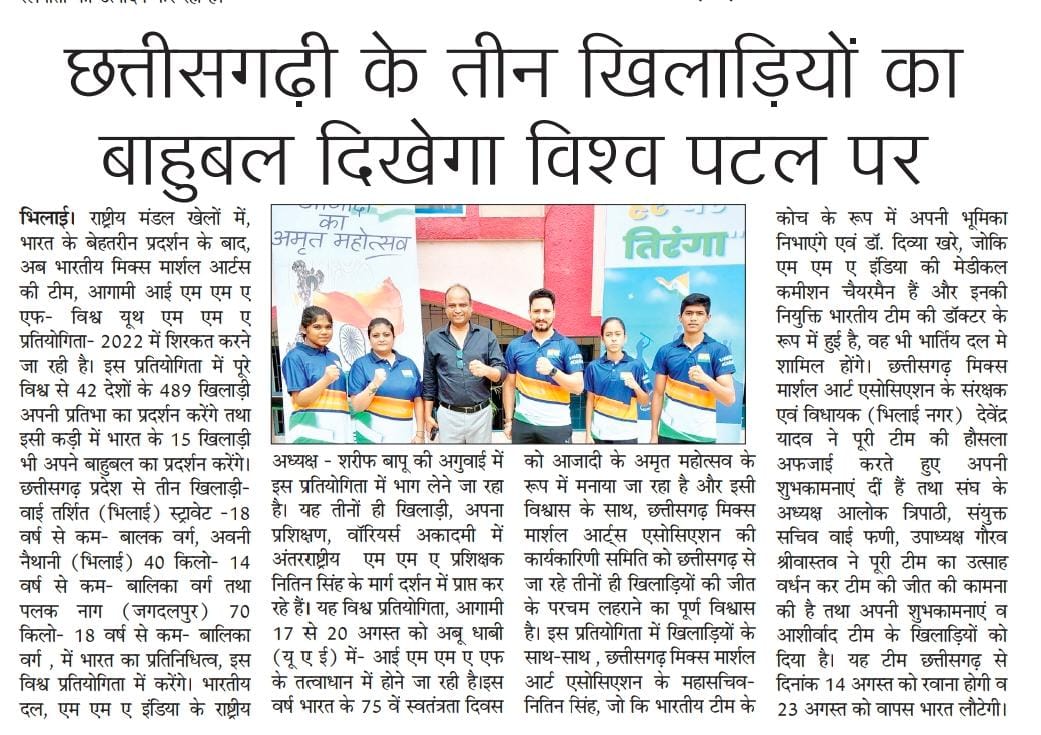 छत्तीसगढ़ी के तीन खिलाड़ियों का
बाहुबल दिखेगा विश्व पटल पर
भिलाई। राष्ट्रीय मंडल खेलों में,
भारत के बेहतरीन प्रदर्शन के बाद,
अब भारतीय मिक्स मार्शल आर्टस
की टीम, आगामी आई एम एम ए
एफ- विश्व यूथ एम एम ए
प्रतियोगिता- 2022 में शिरकत करने
जा रही है। इस प्रतियोगिता में पूरे
विश्व से 42 देशों के 489 खिलाड़ी
अपनी प्रतिभा का प्रदर्शन करेंगे तथा
इसी कड़ी में भारत के 15 खिलाड़ी
भी अपने बाहुबल का प्रदर्शन करेंगे।
छत्तीसगढ़ प्रदेश से तीन खिलाड़ी-
वाई तर्शित (भिलाई) स्ट्रावेट -18
वर्ष से कम- बालक वर्ग, अवनी
नैथानी (भिलाई) 40 किलो- 14
वर्ष से कम- बालिका वर्ग तथा
पलक नाग (जगदलपुर) 70
किलो- 18 वर्ष से कम- बालिका
वर्ग , में भारत का प्रतिनिधित्व, इस
विश्व प्रतियोगिता में करेंगे। भारतीय
दल, एम एम ए इंडिया के राष्ट्रीय
आजादी
का
अमृत महोत्सव
तिरंगा
अध्यक्ष - शरीफ बापू की अगुवाई में
इस प्रतियोगिता में भाग लेने जा रहा
है। यह तीनों ही खिलाड़ी, अपना
प्रशिक्षण, वॉरियर्स अकादमी में
अंतरराष्ट्रीय एम एम ए प्रशिक्षक
नितिन सिंह के मार्ग दर्शन में प्राप्त कर
रहे हैं। यह विश्व प्रतियोगिता, आगामी
17 से 20 अगस्त को अबू धाबी
(यू ए ई) में- आई एम एम ए एफ
के तत्वाधान में होने जा रही है।इस
वर्ष भारत के 75 वें स्वतंत्रता दिवस
को आजादी के अमृत महोत्सव के
रूप में मनाया जा रहा है और इसी
विश्वास के साथ, छत्तीसगढ़ मिक्स
मार्शल आर्ट्स एसोसिएशन की
कार्यकारिणी समिति को छत्तीसगढ़ से
जा रहे तीनों ही खिलाड़ियों की जीत
के परचम लहराने का पूर्ण विश्वास
है। इस प्रतियोगिता में खिलाड़ियों के
साथ-साथ , छत्तीसगढ़ मिक्स मार्शल
आर्ट एसोसिएशन के महासचिव-
नितिन सिंह, जो कि भारतीय टीम के
कोच के रूप में अपनी भूमिका
निभाएंगे एवं डॉ. दिव्या खरे, जोकि
एम एम ए इंडिया की मेडीकल
कमीशन चैयरमैन हैं और इनकी
नियुक्ति भारतीय टीम की डॉक्टर के
रूप में हुई है, वह भी भार्तिय दल मे
शामिल होंगे। छत्तीसगढ़ मिक्स
मार्शल आर्ट एसोसिएशन के संरक्षक
एवं विधायक (भिलाई नगर) देवेंद्र
यादव ने पूरी टीम की हौसला
अफजाई करते हुए अपनी
शुभकामनाएं दीं हैं तथा संघ के
अध्यक्ष आलोक त्रिपाठी, संयुक्त
सचिव वाई फणी, उपाध्यक्ष गौरव
श्रीवास्तव ने पूरी टीम का उत्साह
वर्धन कर टीम की जीत की कामना
की है तथा अपनी शुभकामनाएं व
आशीर्वाद टीम के खिलाड़ियों को
दिया है। यह टीम छत्तीसगढ़ से
दिनांक 14 अगस्त को रवाना होगी व
23 अगस्त को वापस भारत लौटेगी।